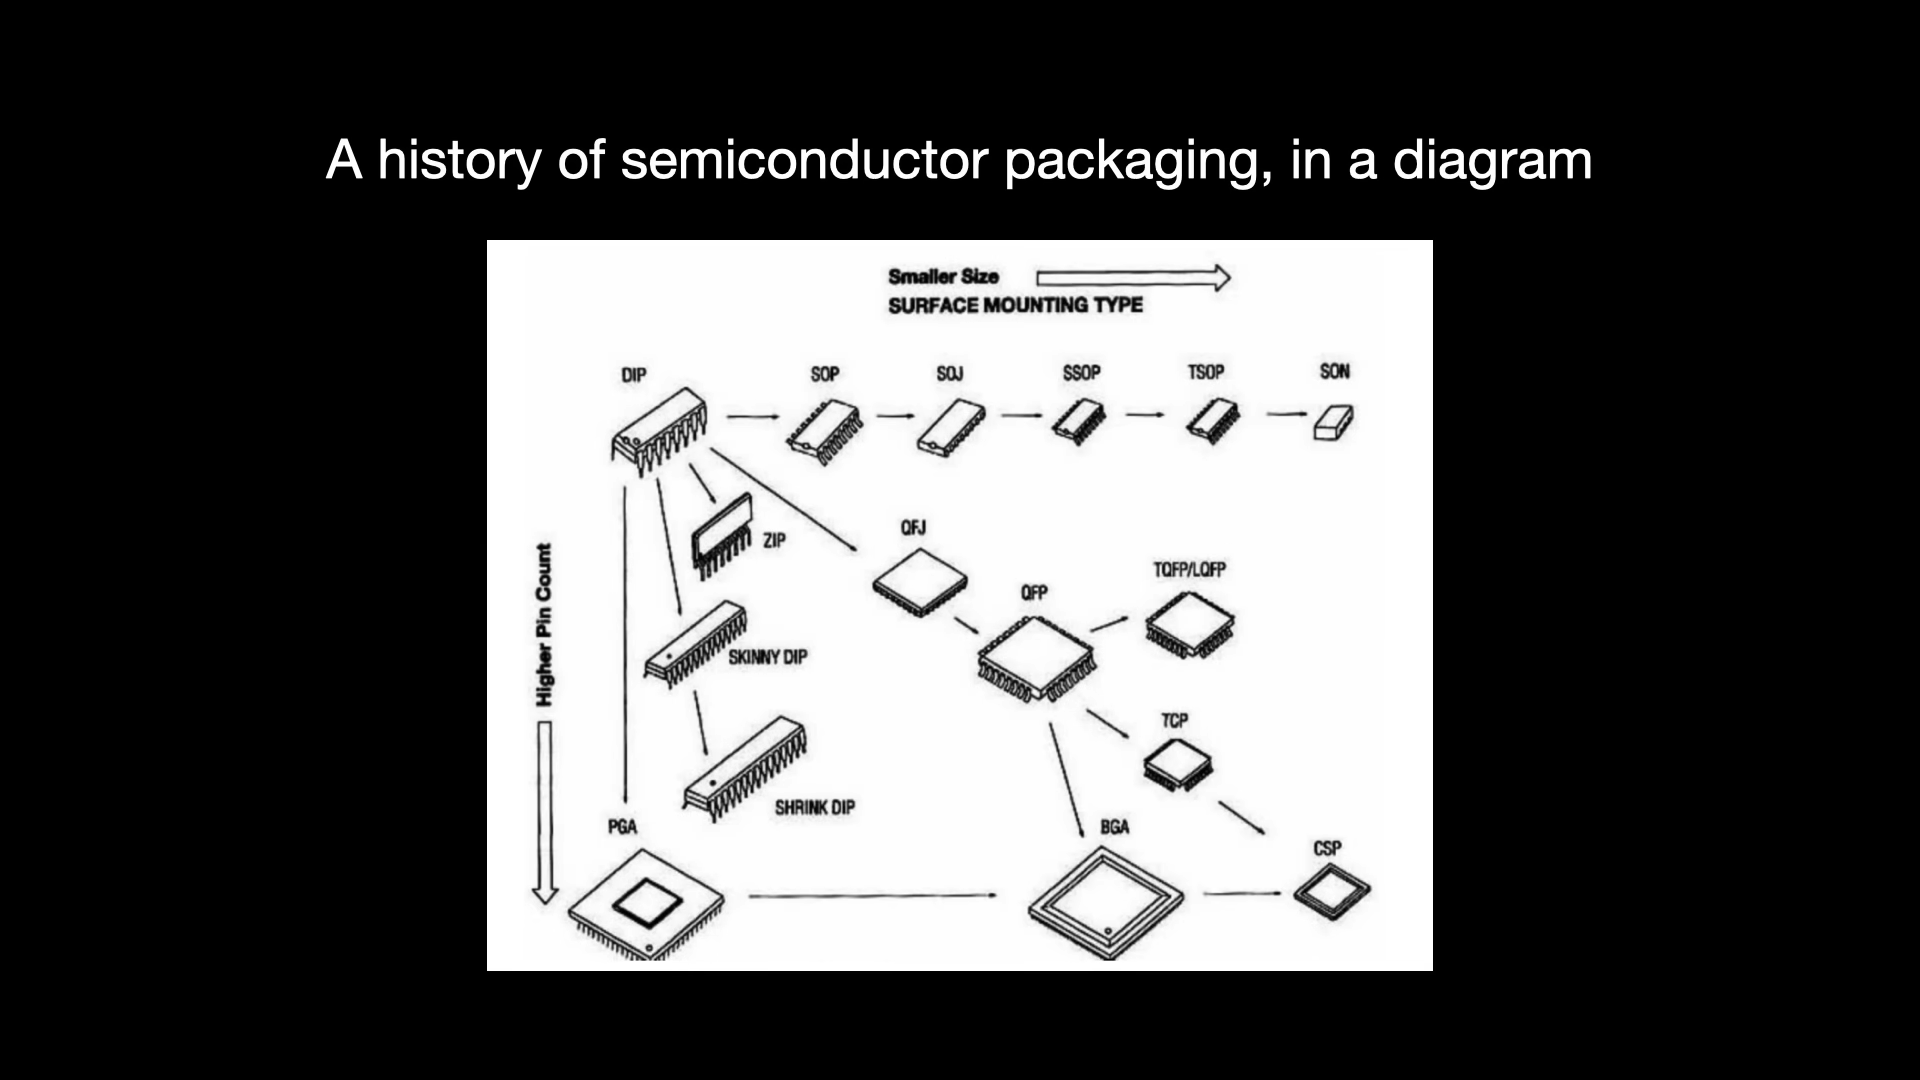 A history of semiconductor packaging, in a diagram
Smaller Size
SURFACE MOUNTING TYPE
DIP
SOP
SOJ
SSOP
TSOP
SON
ZIP
QFJ
QFP
TQFP/LQFP
Higher Pin Count
SKINNY DIP
TCP
SHRINK DIP
PGA
BGA
CSP